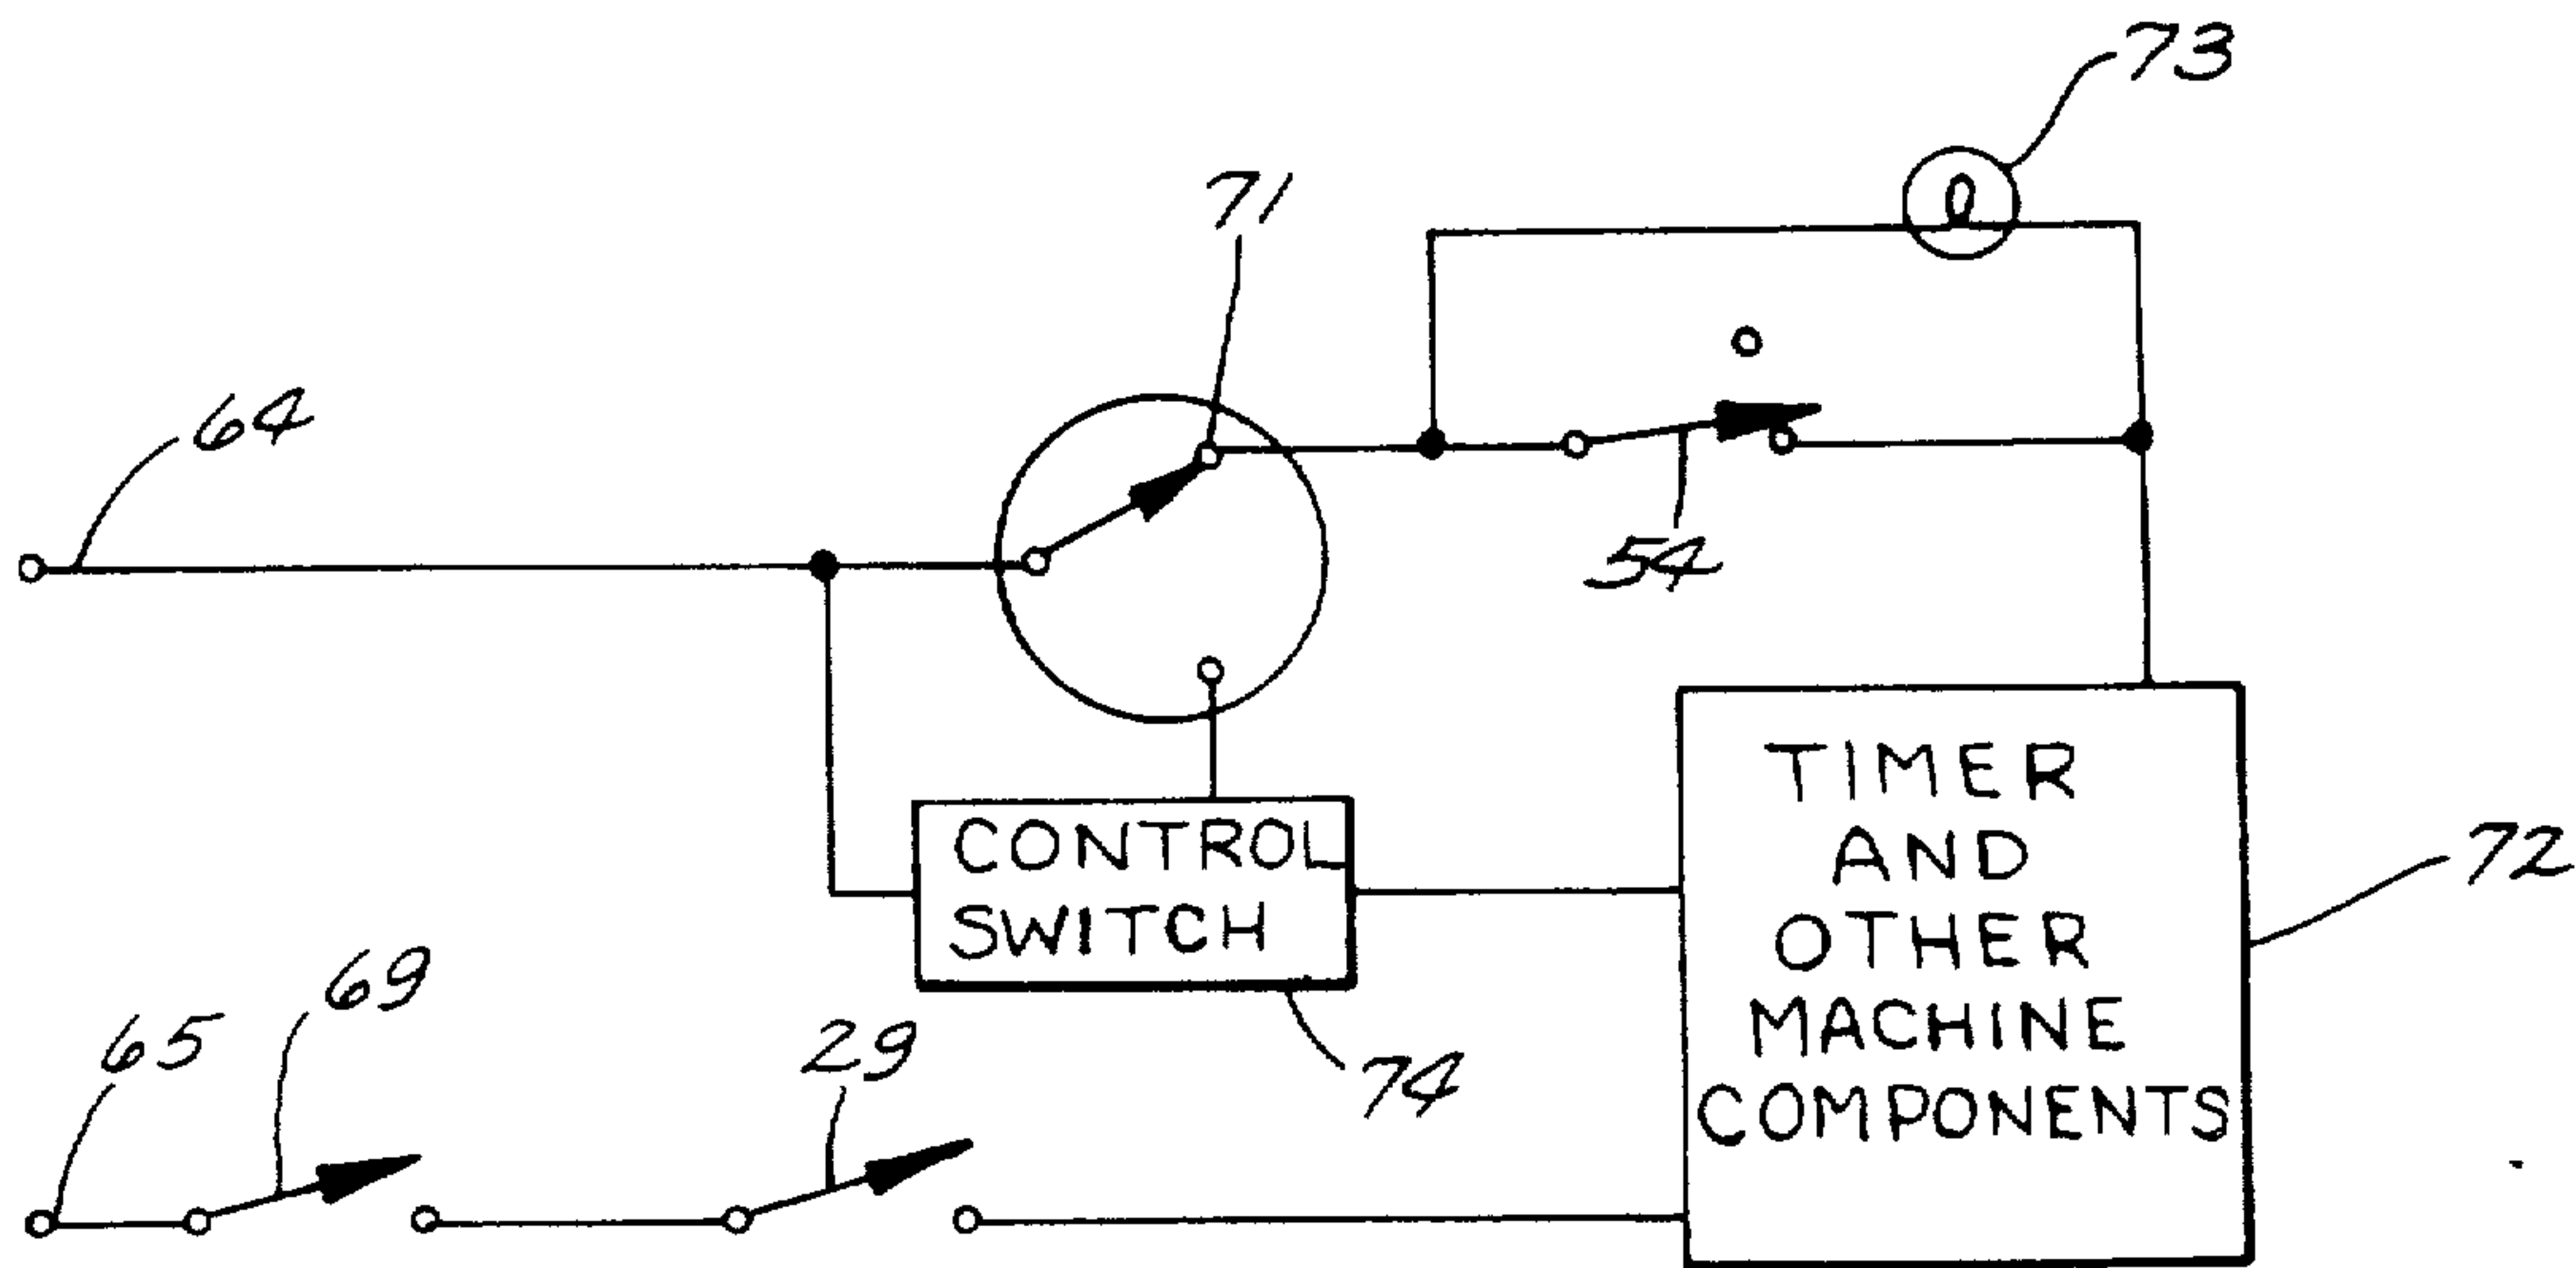 73
71
64
54
CONTROL
SWITCH
TIMER
AND
OTHER
MACHINE
COMPONENTS
72
69
65
29
74